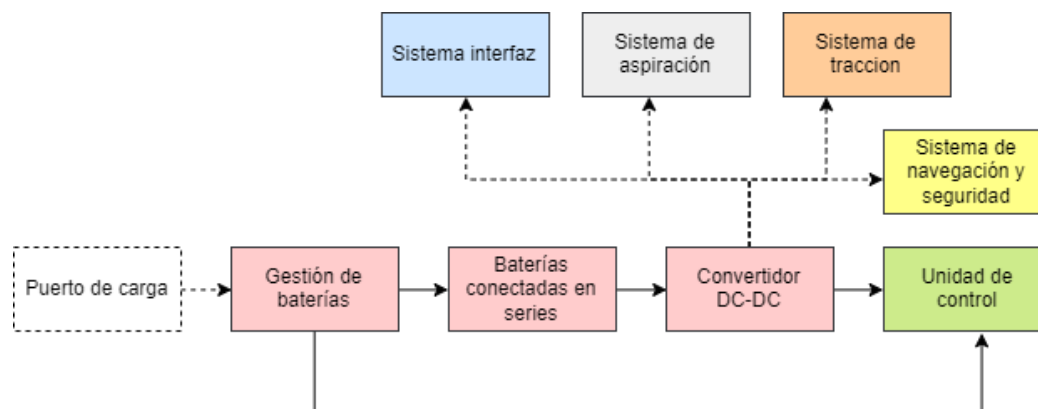 Sistema interfaz
Sistema de
aspiración
Sistema de
traccion
Sistema de
navegación y
seguridad
Puerto de carga
Gestión de
baterías
Baterías
conectadas en
series
Convertidor
DC-DC
Unidad de
control